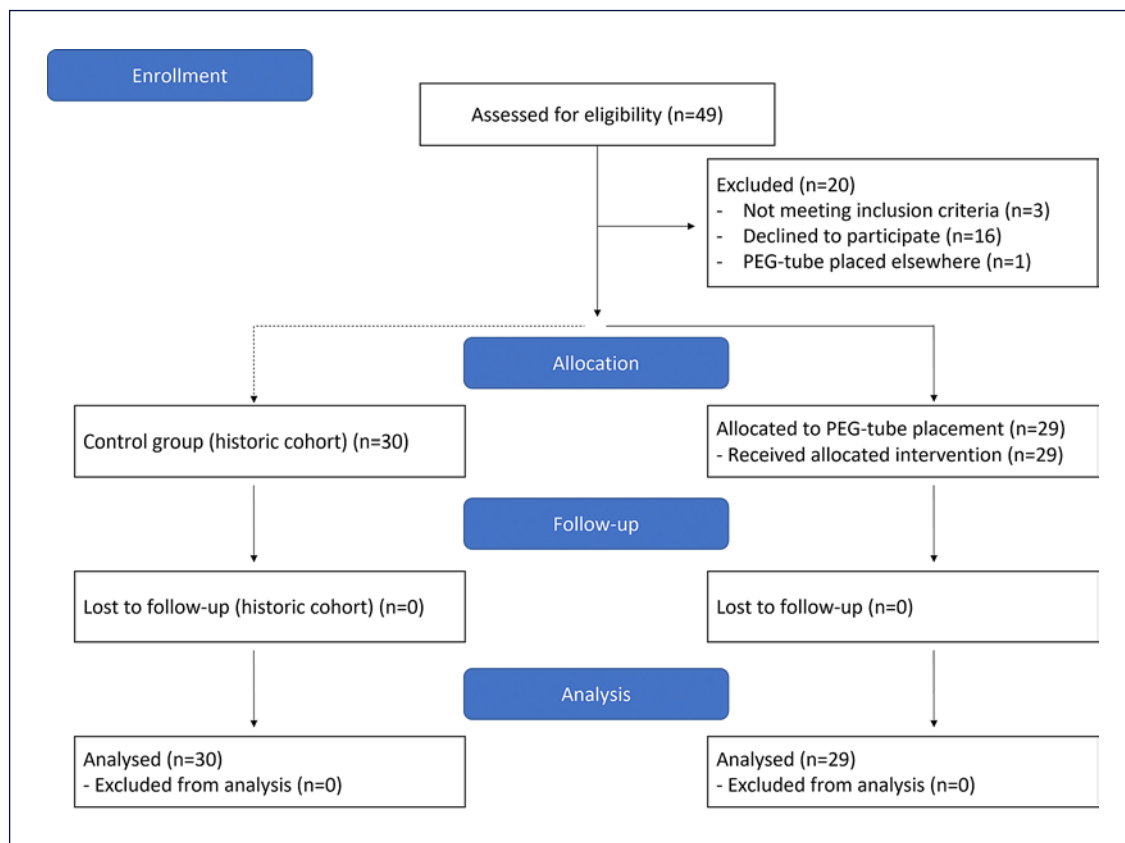 Enrollment
Assessed for eligibility (n=49)
Excluded (n=20)
- Not meeting inclusion criteria (n=3)
- Declined to participate (n=16)
- PEG-tube placed elsewhere (n=1)
Allocation
Control group (historic cohort) (n=30)
Allocated to PEG-tube placement (n=29)
- Received allocated intervention (n=29)
Follow-up
Lost to follow-up (historic cohort) (n=0)
Lost to follow-up (n=0)
Analysis
Analysed (n=30)
- Excluded from analysis (n=0)
Analysed (n=29)
- Excluded from analysis (n=0)